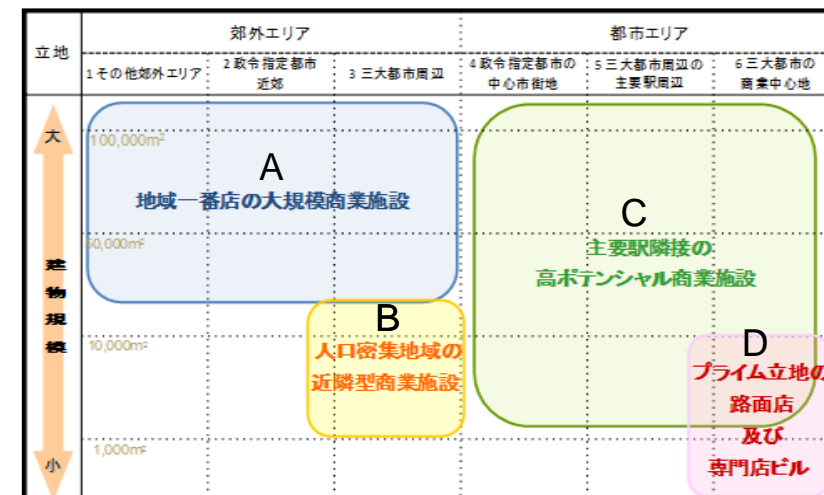 立地
郊外エリア
都市エリア
1その他郊外エリア
2政令指定都市
近郊
3三大都市周辺
4政令指定都市の
中心市街地
5三大都市周辺の
主要駅周辺
6三大都市の
商業中心地
大
建物規模
小
100,000m²
50,000m²
10,000m²
1,000m²
A
地域一番店の大規模商業施設
B
人口密集地域の
近隣型商業施設
C
主要駅隣接の
高ポテンシャル商業施設
D
プライム立地の
路面店
及び
専門店ビル